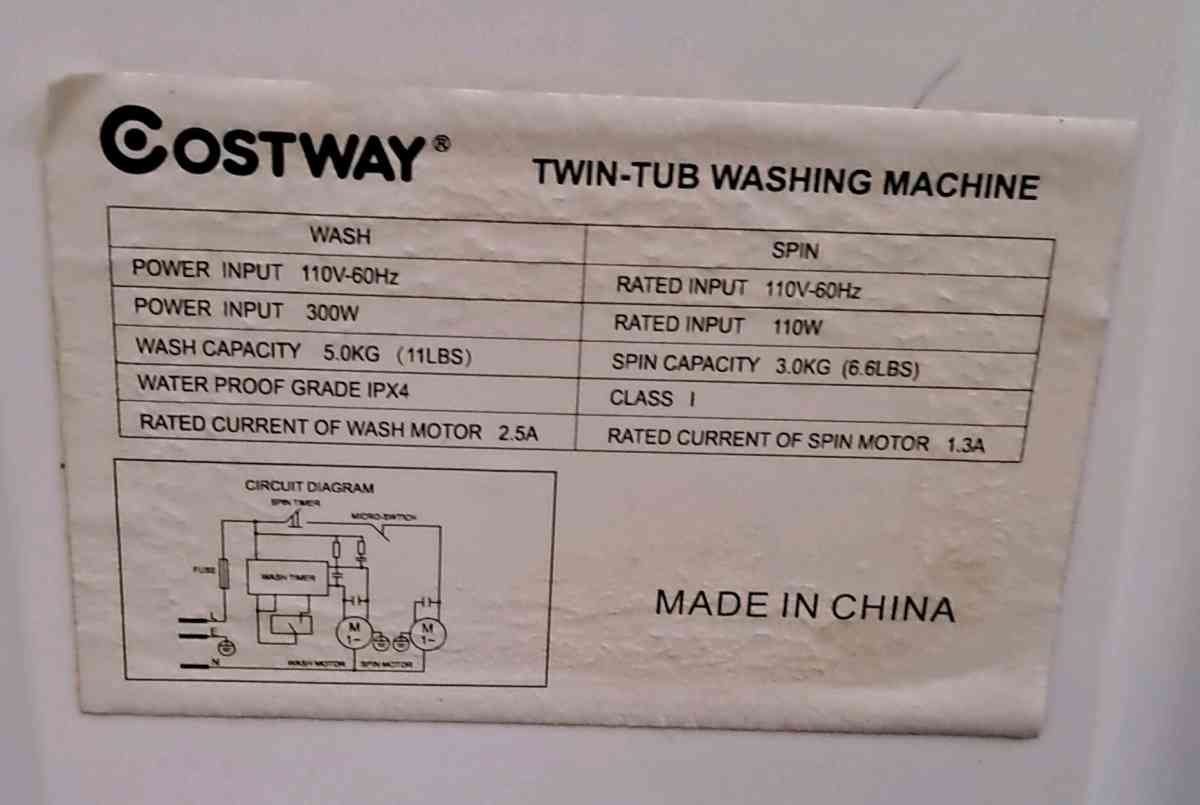 COSTWAY® TWIN-TUB WASHING MACHINE
WASH SPIN
POWER INPUT 110V-60Hz RATED INPUT 110V-60Hz
POWER INPUT 300W RATED INPUT 110W
WASH CAPACITY 5.0KG (11LBS) SPIN CAPACITY 3.0KG (6.6LBS)
WATER PROOF GRADE IPX4 CLASS I
RATED CURRENT OF WASH MOTOR 2.5A RATED CURRENT OF SPIN MOTOR 1.3A
CIRCUIT DIAGRAM
SPIN TIMER
MICRO-SWITCH
FUSE
WASH TIMER
L
E
M 1~ M 1~
N
WASH MOTOR SPIN MOTOR
MADE IN CHINA